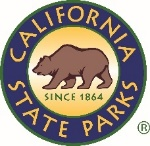 CALIFORNIA
SINCE 1864
STATE PARKS
®